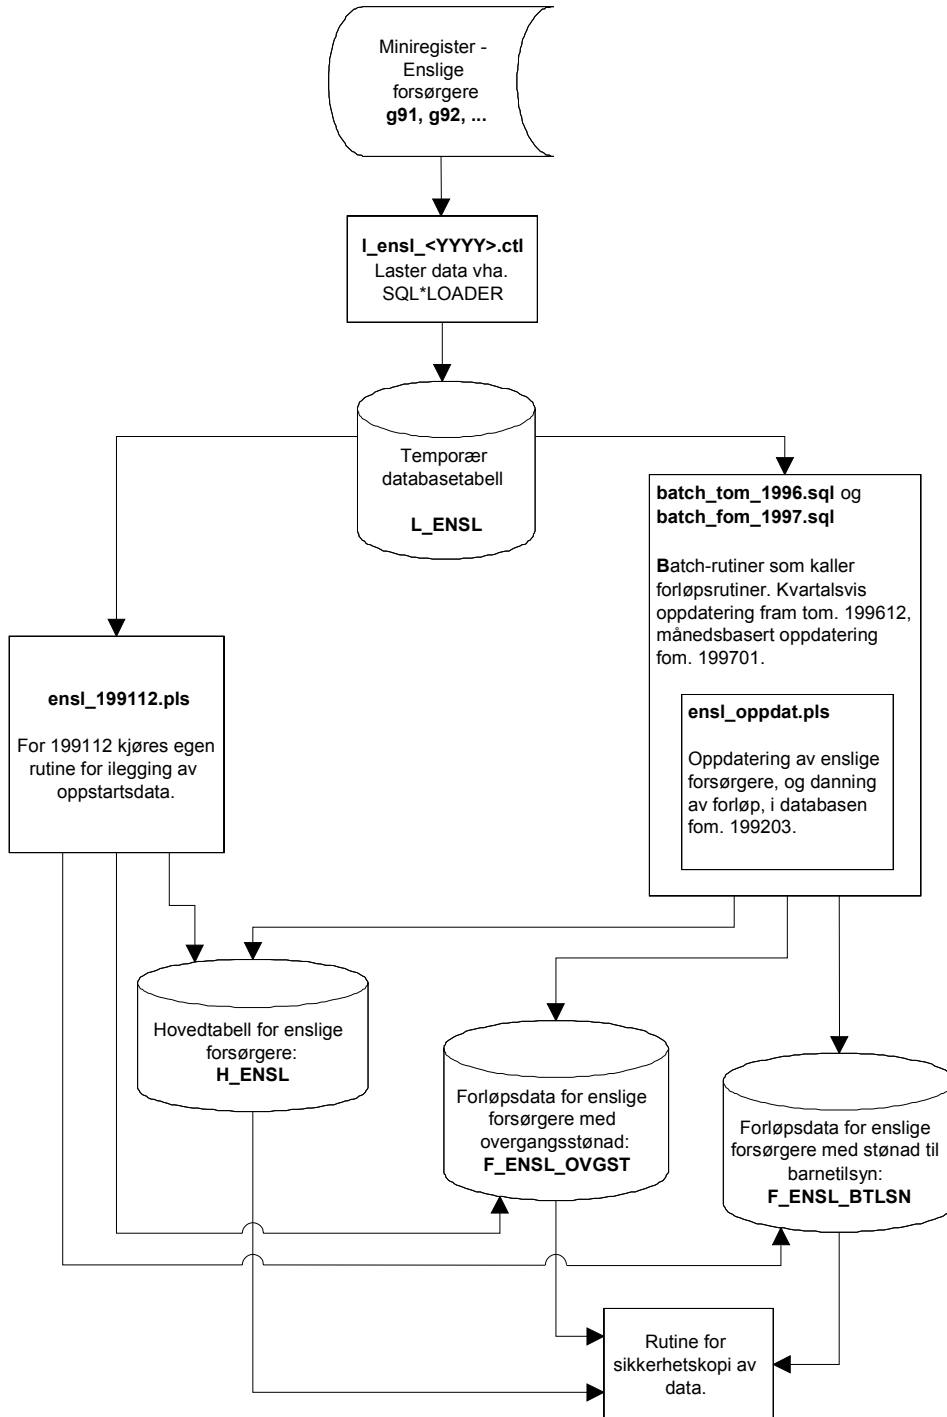 Miniregister -
Enslige
forsørgere
g91, g92, ...
l_ensl_<YYYY>.ctl
Laster data vha.
SQL*LOADER
Temporær
databasetabell
L_ENSL
batch_tom_1996.sql og
batch_fom_1997.sql
Batch-rutiner som kaller
forløpsrutiner. Kvartalsvis
oppdatering fram tom. 199612,
månedsbasert oppdatering
fom. 199701.
ensl_oppdat.pls
Oppdatering av enslige
forsørgere, og danning
av forløp, i databasen
fom. 199203.
ensl_199112.pls
For 199112 kjøres egen
rutine for ilegging av
oppstartsdata.
Hovedtabell for enslige
forsørgere:
H_ENSL
Forløpsdata for enslige
forsørgere med
overgangsstønad:
F_ENSL_OVGST
Forløpsdata for enslige
forsørgere med stønad til
barnetilsyn:
F_ENSL_BTLSN
Rutine for
sikkerhetskopi av
data.